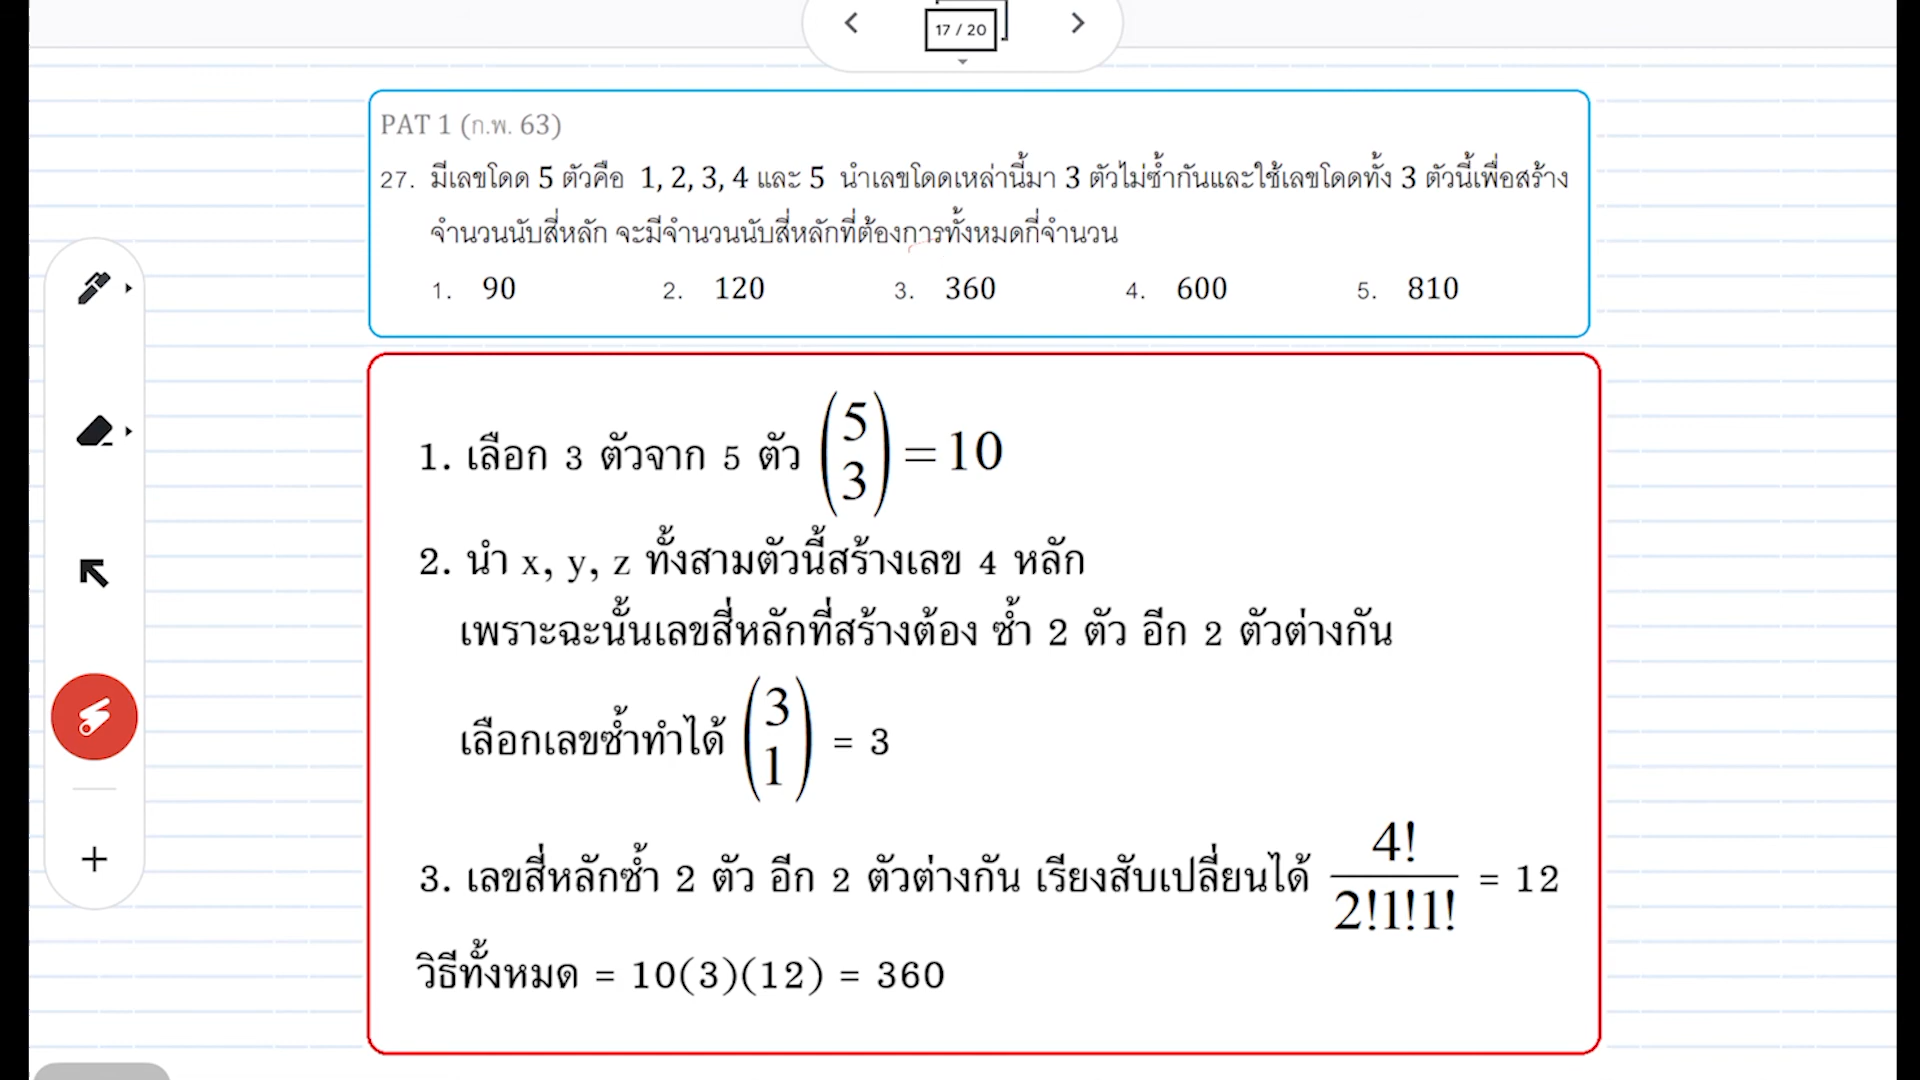 17 / 20
PAT 1 (ก.พ. 63)
27. มีเลขโดด 5 ตัวคือ 1, 2, 3, 4 และ 5 นำเลขโดดเหล่านี้มา 3 ตัวไม่ซ้ำกันและใช้เลขโดดทั้ง 3 ตัวนี้เพื่อสร้าง
จำนวนนับสี่หลัก จะมีจำนวนนับสี่หลักที่ต้องการทั้งหมดกี่จำนวน
1. 90 2. 120 3. 360 4. 600 5. 810
1. เลือก 3 ตัวจาก 5 ตัว (5 3) = 10
2. นำ x, y, z ทั้งสามตัวนี้สร้างเลข 4 หลัก
เพราะฉะนั้นเลขสี่หลักที่สร้างต้อง ซ้ำ 2 ตัว อีก 2 ตัวต่างกัน
เลือกเลขซ้ำทำได้ (3 1) = 3
3. เลขสี่หลักซ้ำ 2 ตัว อีก 2 ตัวต่างกัน เรียงสับเปลี่ยนได้ 4!/2!1!1! = 12
วิธีทั้งหมด = 10(3)(12) = 360